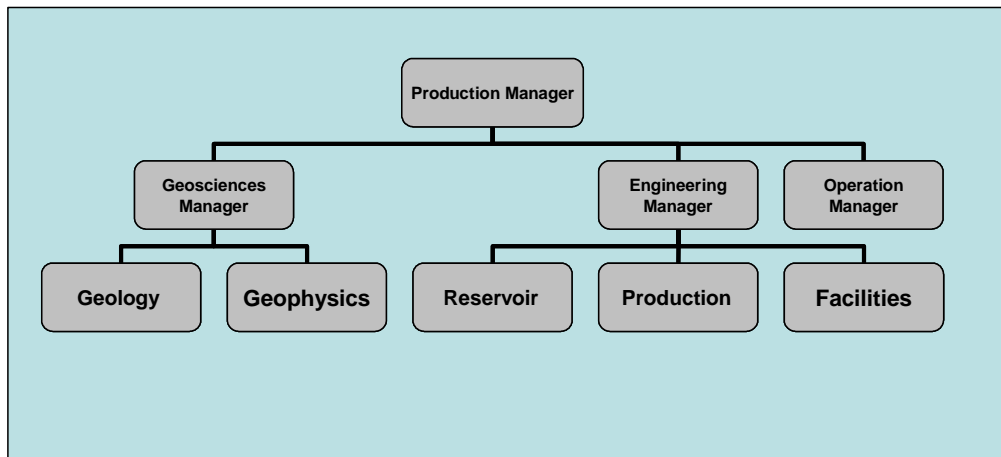 Production Manager
Geosciences
Manager
Engineering
Manager
Operation
Manager
Geology
Geophysics
Reservoir
Production
Facilities